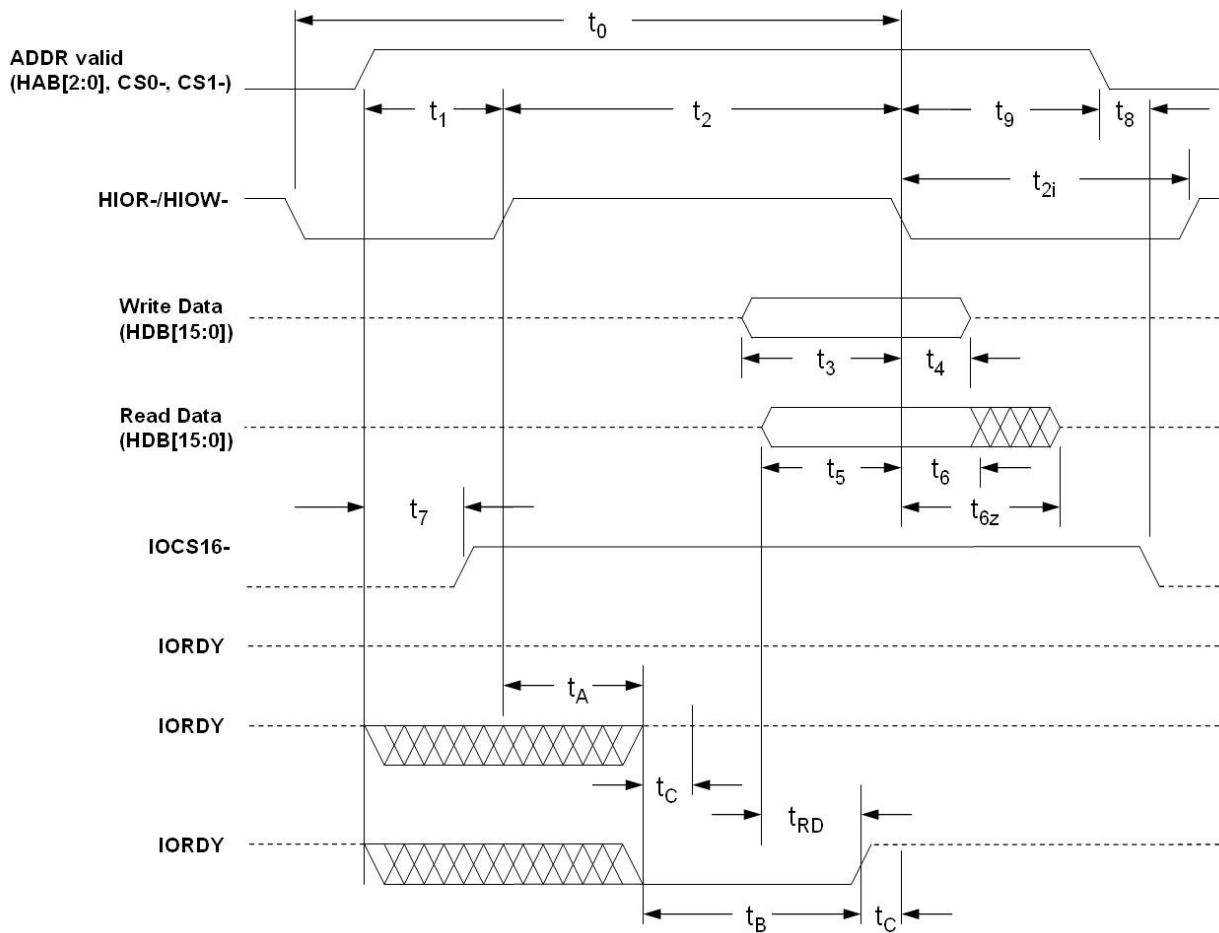 t0
ADDR valid
(HAB[2:0], CS0-, CS1-)
t1
t2
t9
t8
HIOR-/HIOW-
t2i
Write Data
(HDB[15:0])
t3
t4
Read Data
(HDB[15:0])
t5
t6
t7
t6z
IOCS16-
IORDY
tA
IORDY
tC
tRD
IORDY
tB
tC